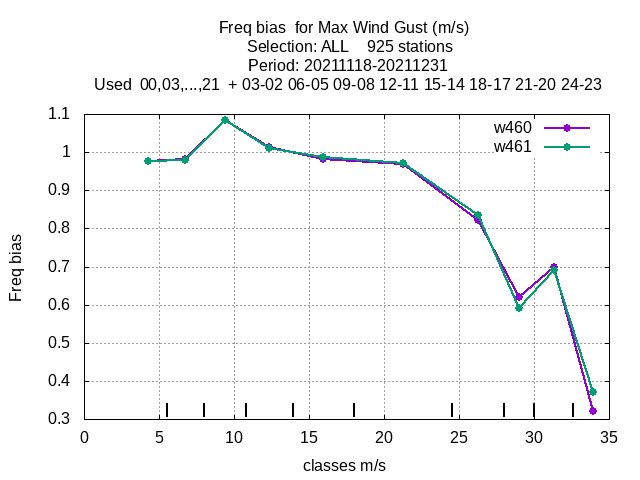 Freq bias  for Max Wind Gust (m/s)
Selection: ALL    925 stations
Period: 20211118-20211231
Used  00,03,...,21  + 03-02 06-05 09-08 12-11 15-14 18-17 21-20 24-23
w460
w461
Freq bias
1.1
1
0.9
0.8
0.7
0.6
0.5
0.4
0.3
0 5 10 15 20 25 30 35
classes m/s